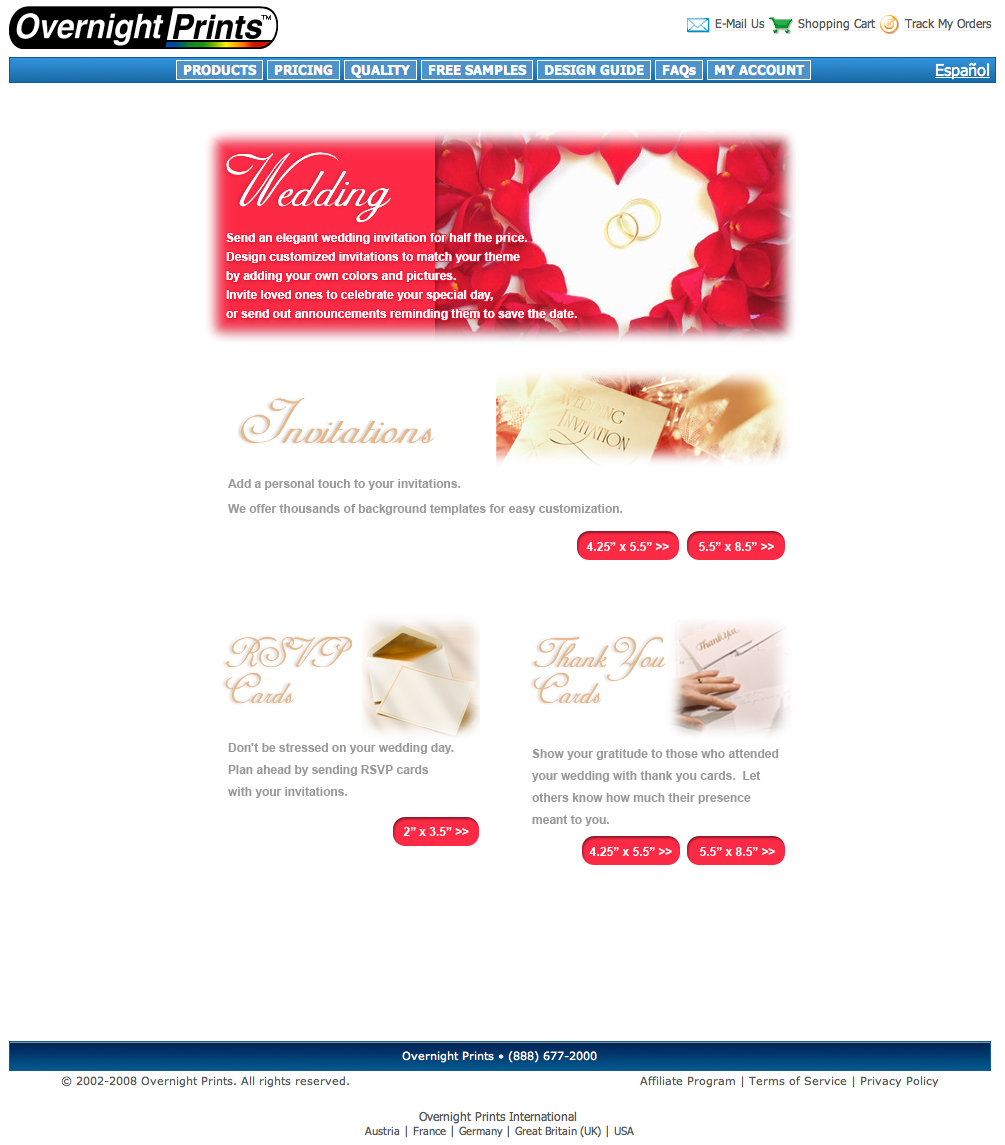 Overnight Prints™
E-Mail Us Shopping Cart Track My Orders
PRODUCTS PRICING QUALITY FREE SAMPLES DESIGN GUIDE FAQs MY ACCOUNT Español
Wedding
Send an elegant wedding invitation for half the price.
Design customized invitations to match your theme
by adding your own colors and pictures.
Invite loved ones to celebrate your special day,
or send out announcements reminding them to save the date.
WEDDING
INVITATION
Invitations
Add a personal touch to your invitations.
We offer thousands of background templates for easy customization.
4.25” x 5.5” >> 5.5” x 8.5” >>
RSVP
Cards
Don't be stressed on your wedding day.
Plan ahead by sending RSVP cards
with your invitations.
2” x 3.5” >>
Thank You
Cards
Thank You
Show your gratitude to those who attended
your wedding with thank you cards.  Let
others know how much their presence
meant to you.
4.25” x 5.5” >> 5.5” x 8.5” >>
Overnight Prints • (888) 677-2000
© 2002-2008 Overnight Prints. All rights reserved. Affiliate Program | Terms of Service | Privacy Policy
Overnight Prints International
Austria | France | Germany | Great Britain (UK) | USA